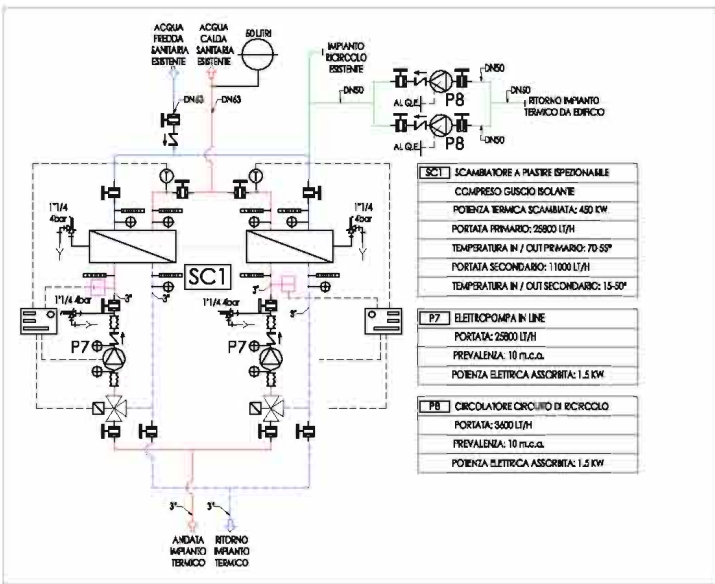 ACQUA
FREDDA
SANITARIA
ESISTENTE
ACQUA
CALDA
SANITARIA
ESISTENTE
50 LITRI
IMPIANTO
RICIRCOLO
ESISTENTE
DN63
DN63
DN50
DN50
DN50
DN50
P8
AL Q.E.
P8
AL Q.E.
RITORNO IMPIANTO
TERMICO DA EDIFICIO
T
T
1"1/4
4bar
1"1/4
4bar
SC1
3"
3"
3"
1"1/4 4bar
1"1/4 4bar
P7
P7
3"
3"
ANDATA
IMPIANTO
TERMICO
RITORNO
IMPIANTO
TERMICO
SC1 SCAMBIATORE A PIASTRE ISPEZIONABILE
COMPRESO GUSCIO ISOLANTE
POTENZA TERMICA SCAMBIATA: 450 KW
PORTATA PRIMARIO: 25800 LT/H
TEMPERATURA IN / OUT PRIMARIO: 70-55°
PORTATA SECONDARIO: 11000 LT/H
TEMPERATURA IN / OUT SECONDARIO: 15-50°
P7 ELETTROPOMPA IN LINE
PORTATA: 25800 LT/H
PREVALENZA: 10 m.c.a.
POTENZA ELETTRICA ASSORBITA: 1.5 KW
P8 CIRCOLATORE CIRCUITO DI RICIRCOLO
PORTATA: 3600 LT/H
PREVALENZA: 10 m.c.a.
POTENZA ELETTRICA ASSORBITA: 1.5 KW